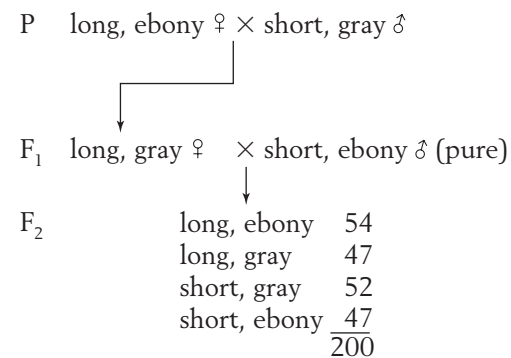 P long, ebony ♀ × short, gray ♂
F₁ long, gray ♀ × short, ebony ♂ (pure)
F₂ long, ebony 54
long, gray 47
short, gray 52
short, ebony 47
200